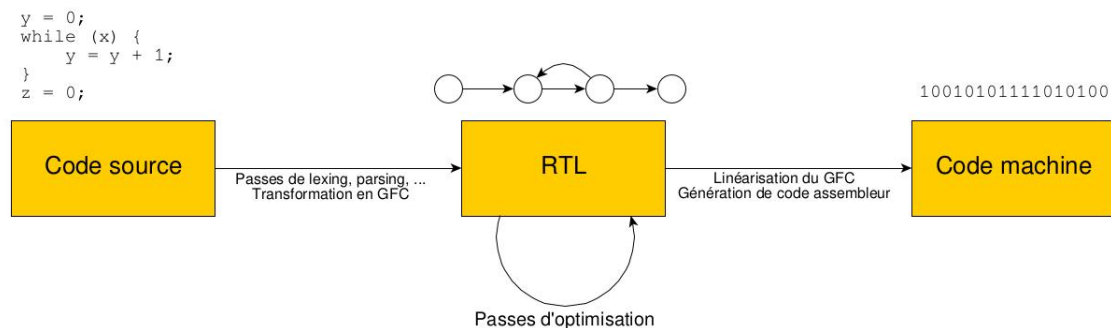 y = 0;
while (x) {
    y = y + 1;
}
z = 0;
10010101111010100
Code source
Passes de lexing, parsing, ...
Transformation en GFC
RTL
Linéarisation du GFC
Génération de code assembleur
Code machine
Passes d'optimisation